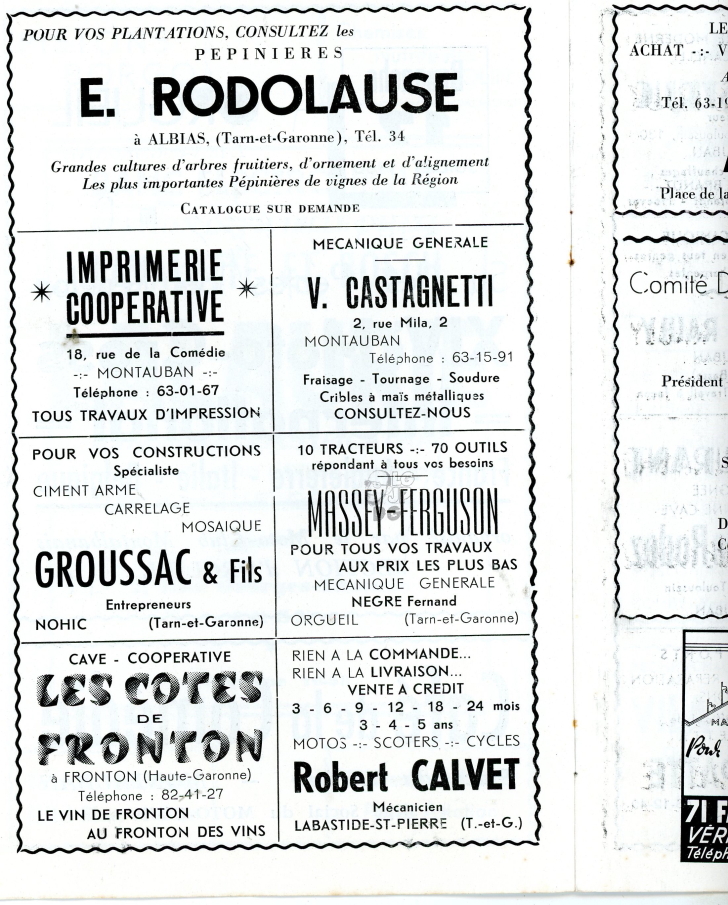 POUR VOS PLANTATIONS, CONSULTEZ les
PEPINIERES
E. RODOLAUSE
à ALBIAS, (Tarn-et-Garonne), Tél. 34
Grandes cultures d'arbres fruitiers, d'ornement et d'alignement
Les plus importantes Pépinières de vignes de la Région
CATALOGUE SUR DEMANDE
IMPRIMERIE
COOPERATIVE
18, rue de la Comédie
-:- MONTAUBAN -:-
Téléphone : 63-01-67
TOUS TRAVAUX D'IMPRESSION
MECANIQUE GENERALE
V. CASTAGNETTI
2, rue Mila, 2
MONTAUBAN
Téléphone : 63-15-91
Fraisage - Tournage - Soudure
Cribles à maïs métalliques
CONSULTEZ-NOUS
POUR VOS CONSTRUCTIONS
Spécialiste
CIMENT ARME
CARRELAGE
MOSAIQUE
GROUSSAC & Fils
Entrepreneurs
NOHIC (Tarn-et-Garonne)
10 TRACTEURS -:- 70 OUTILS
répondant à tous vos besoins
MASSEY-FERGUSON
POUR TOUS VOS TRAVAUX
AUX PRIX LES PLUS BAS
MECANIQUE GENERALE
NEGRE Fernand
ORGUEIL (Tarn-et-Garonne)
CAVE - COOPERATIVE
LES COTES
DE
FRONTON
à FRONTON (Haute-Garonne)
Téléphone : 82-41-27
LE VIN DE FRONTON
AU FRONTON DES VINS
RIEN A LA COMMANDE...
RIEN A LA LIVRAISON...
VENTE A CREDIT
3 - 6 - 9 - 12 - 18 - 24 mois
3 - 4 - 5 ans
MOTOS -:- SCOTERS -:- CYCLES
Robert CALVET
Mécanicien
LABASTIDE-ST-PIERRE (T.-et-G.)
LE
ACHAT -:- V
Tél. 63-19
Place de la
Comité D
Président
S
D
C
MA
Pour
71 F
VÉR
Téléph